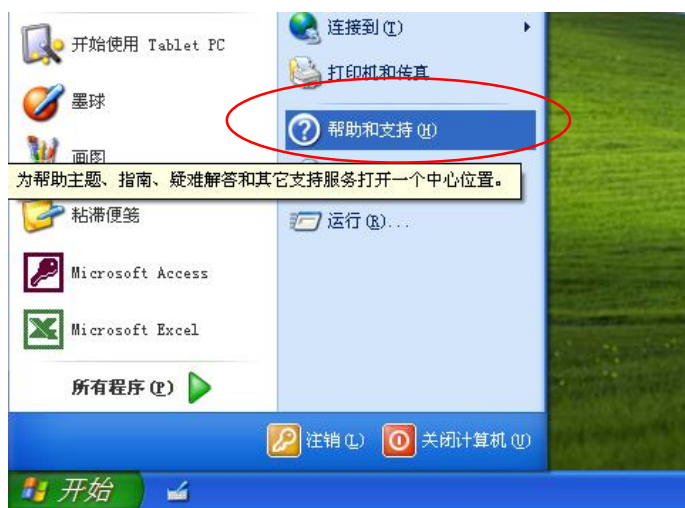 开始使用 Tablet PC
墨球
画图
粘滞便笺
Microsoft Access
Microsoft Excel
所有程序(P)
连接到(T)
打印机和传真
帮助和支持(H)
为帮助主题、指南、疑难解答和其它支持服务打开一个中心位置。
运行(R)...
注销(L)
关闭计算机(U)
开始